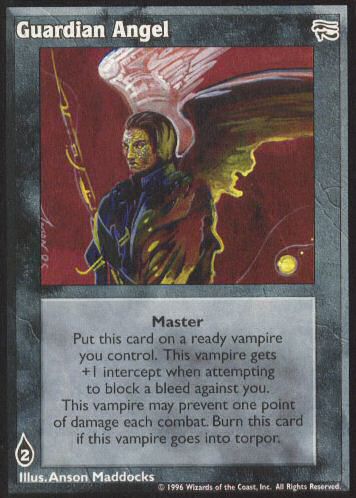 Guardian Angel
Master
Put this card on a ready vampire
you control. This vampire gets
+1 intercept when attempting
to block a bleed against you.
This vampire may prevent one point
of damage each combat. Burn this card
if this vampire goes into torpor.
2
Illus. Anson Maddocks
© 1996 Wizards of the Coast, Inc. All Rights Reserved.